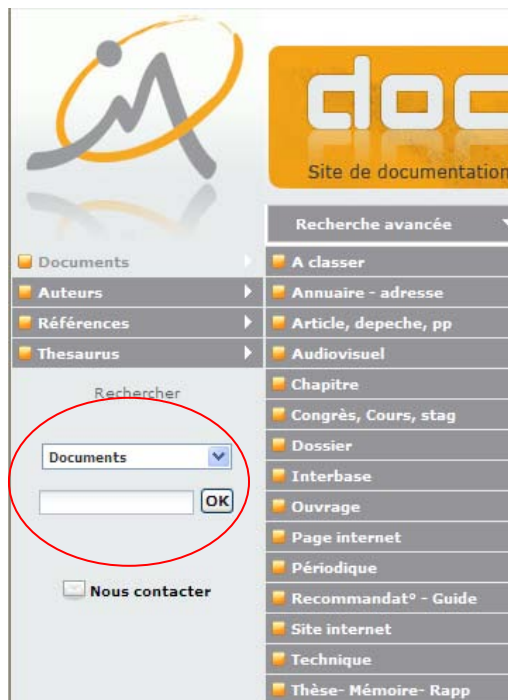 doc
Site de documentation
Recherche avancée
Documents
Auteurs
Références
Thesaurus
Rechercher
Documents
OK
Nous contacter
A classer
Annuaire - adresse
Article, depeche, pp
Audiovisuel
Chapitre
Congrès, Cours, stag
Dossier
Interbase
Ouvrage
Page internet
Périodique
Recommandat° - Guide
Site internet
Technique
Thèse- Mémoire- Rapp